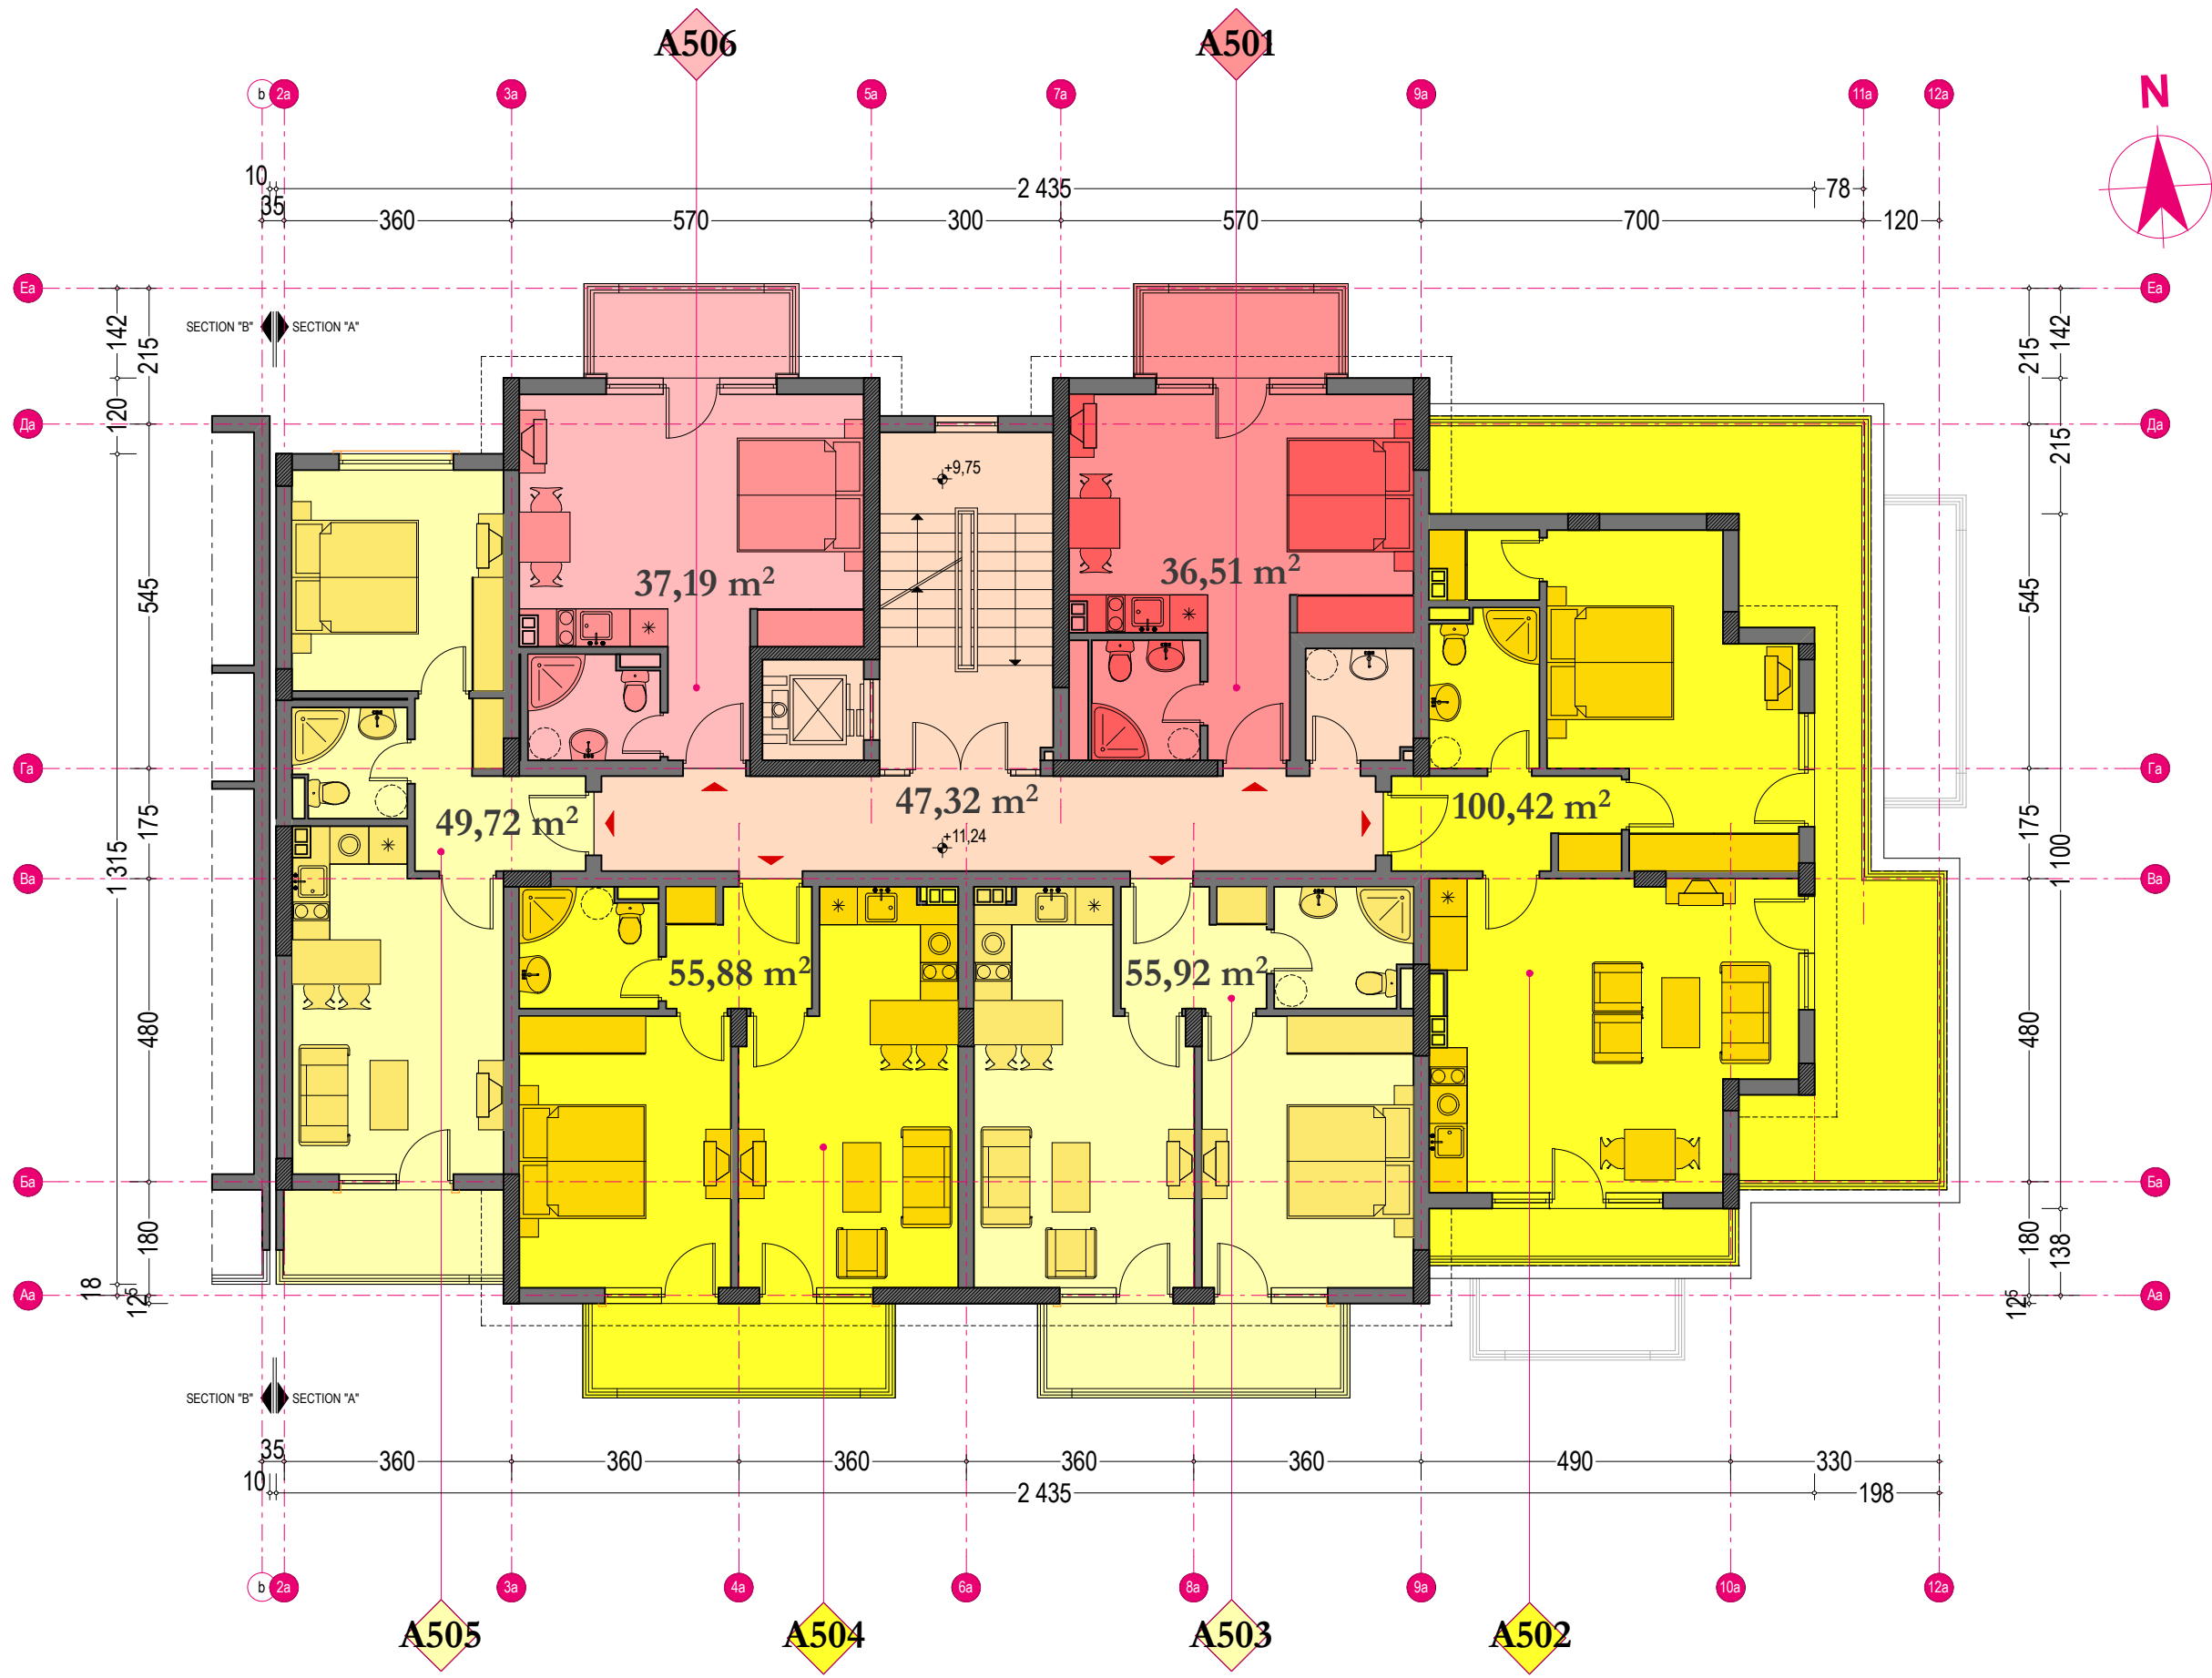 A506 A501
b 2a 3a 5a 7a 9a 11a 12a
N
10 2 435 78
35 360 570 300 570 700 120
Еа Еа
142 215 215 142
SECTION "B" SECTION "A"
120
Да Да
215
+9,75
545 545
37,19 m² 36,51 m²
Га Га
49,72 m² 47,32 m² 100,42 m²
175 175
+11,24
1 315 100
Ва Ва
55,88 m² 55,92 m²
480 480
Ба Ба
180 180 138
18
Аа Аа
12⁵ 12⁵
SECTION "B" SECTION "A"
35 360 360 360 360 360 490 330
10 2 435 198
b 2a 3a 4a 6a 8a 9a 10a 12a
A505 A504 A503 A502